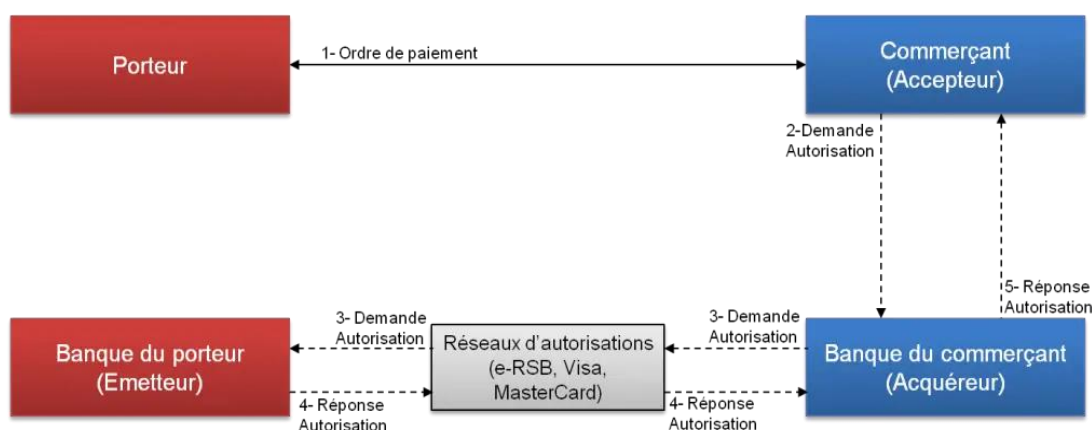 Porteur
1- Ordre de paiement
Commerçant
(Accepteur)
2-Demande
Autorisation
5- Réponse
Autorisation
3- Demande
Autorisation
3- Demande
Autorisation
Banque du porteur
(Emetteur)
Réseaux d'autorisations
(e-RSB, Visa,
MasterCard)
Banque du commerçant
(Acquéreur)
4- Réponse
Autorisation
4- Réponse
Autorisation